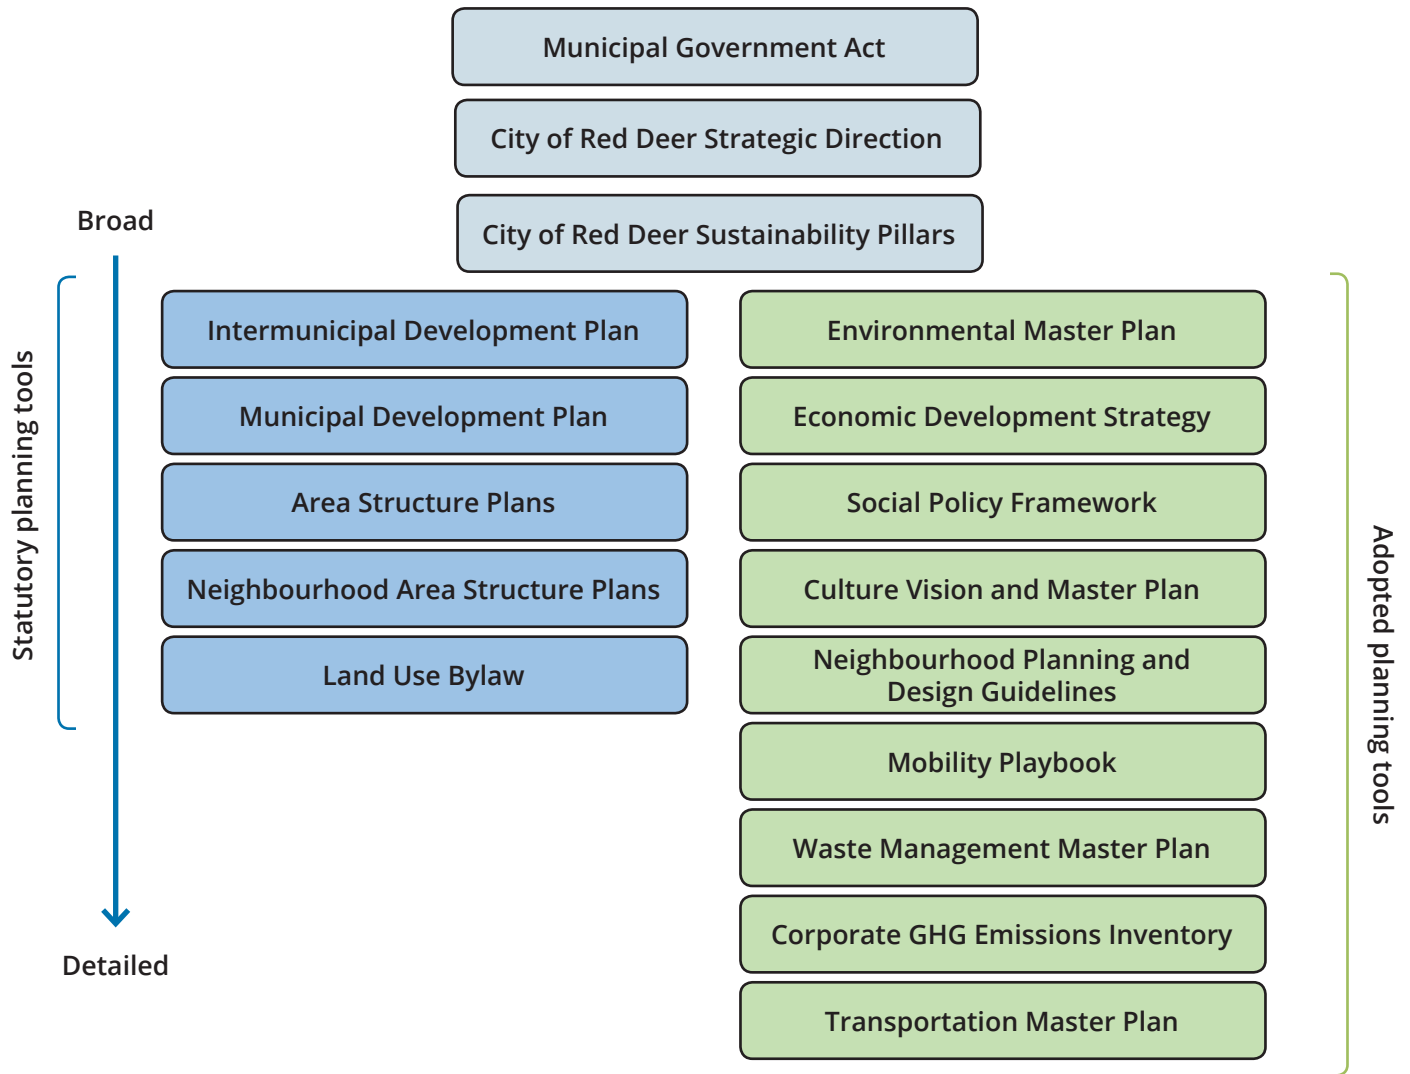 Municipal Government Act
City of Red Deer Strategic Direction
City of Red Deer Sustainability Pillars
Broad
Statutory planning tools
Detailed
Intermunicipal Development Plan
Municipal Development Plan
Area Structure Plans
Neighbourhood Area Structure Plans
Land Use Bylaw
Environmental Master Plan
Economic Development Strategy
Social Policy Framework
Culture Vision and Master Plan
Neighbourhood Planning and
Design Guidelines
Mobility Playbook
Waste Management Master Plan
Corporate GHG Emissions Inventory
Transportation Master Plan
Adopted planning tools